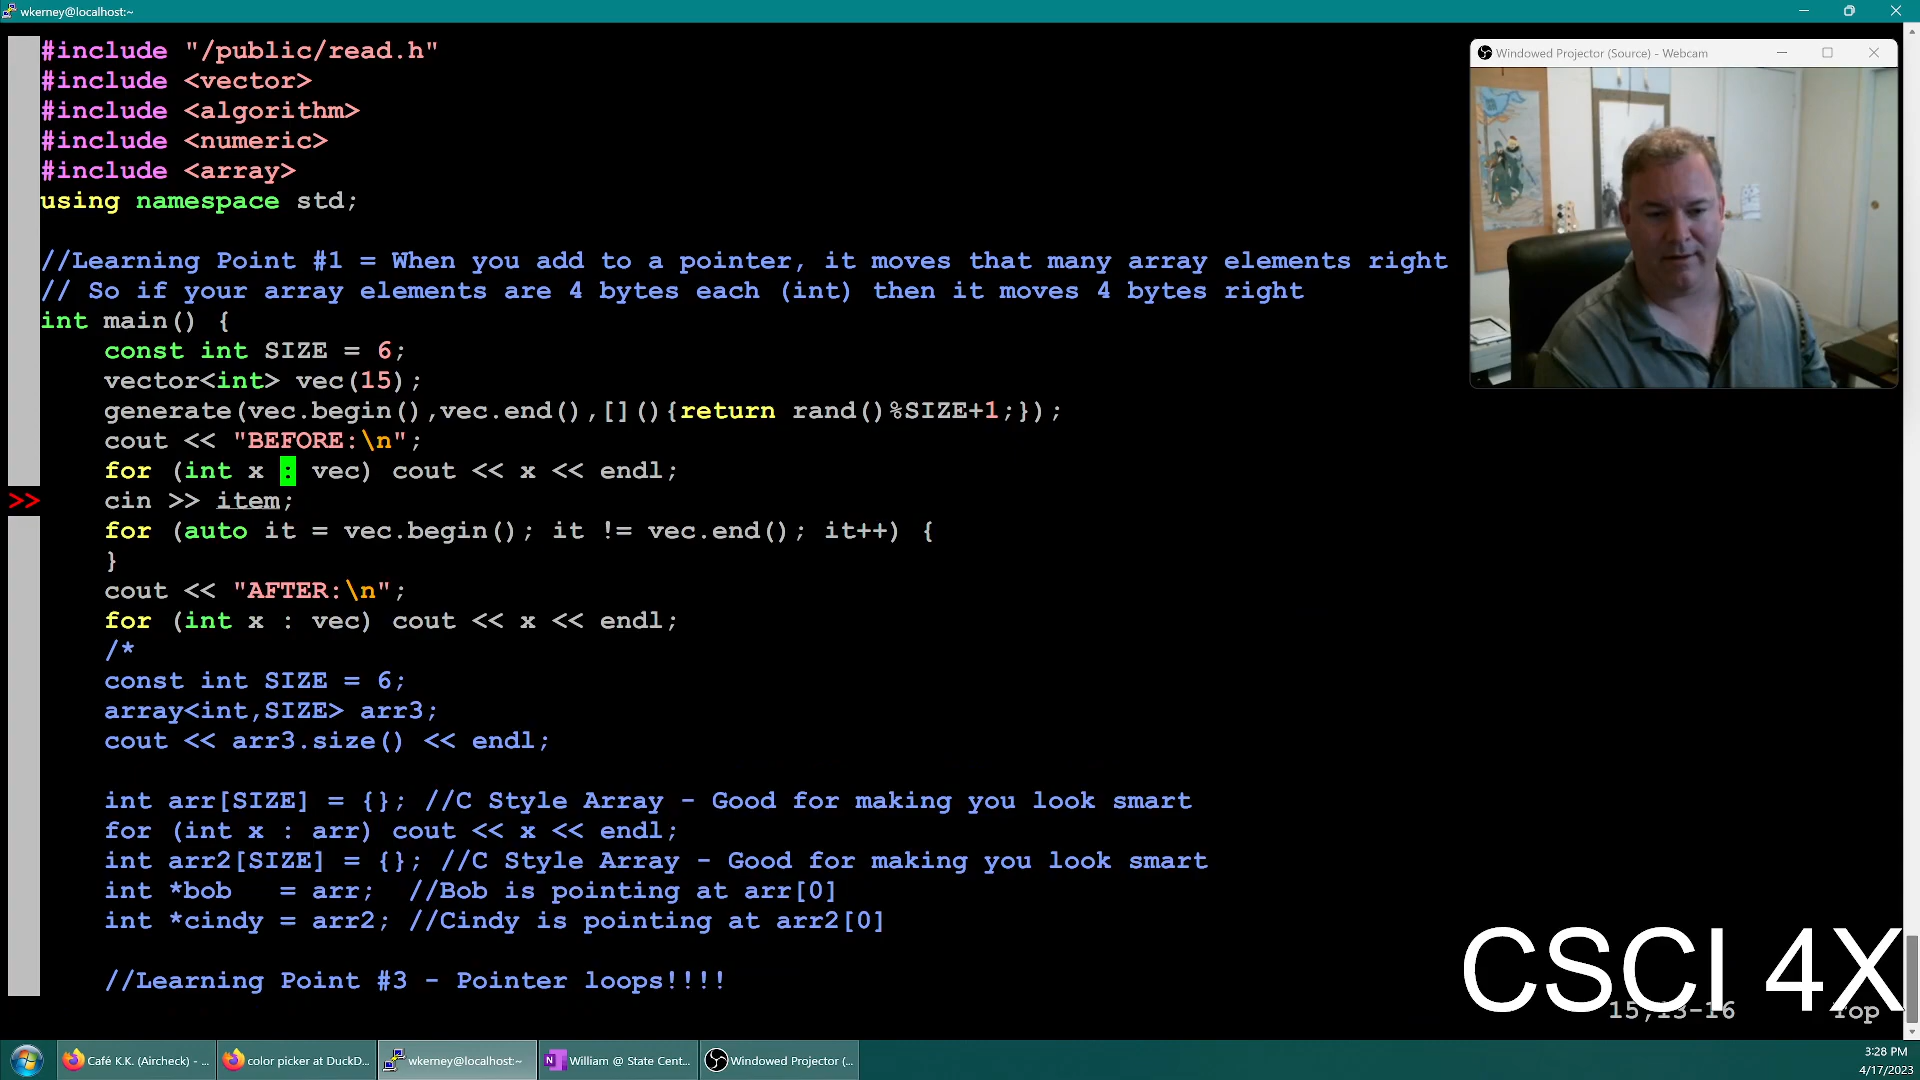 wkerney@localhost:~
#include "/public/read.h"
#include <vector>
#include <algorithm>
#include <numeric>
#include <array>
using namespace std;
//Learning Point #1 = When you add to a pointer, it moves that many array elements right
// So if your array elements are 4 bytes each (int) then it moves 4 bytes right
int main() {
const int SIZE = 6;
vector<int> vec(15);
generate(vec.begin(),vec.end(),[](){return rand()%SIZE+1;});
cout << "BEFORE:\n";
for (int x : vec) cout << x << endl;
>> cin >> item;
for (auto it = vec.begin(); it != vec.end(); it++) {
}
cout << "AFTER:\n";
for (int x : vec) cout << x << endl;
/*
const int SIZE = 6;
array<int,SIZE> arr3;
cout << arr3.size() << endl;
int arr[SIZE] = {}; //C Style Array - Good for making you look smart
for (int x : arr) cout << x << endl;
int arr2[SIZE] = {}; //C Style Array - Good for making you look smart
int *bob   = arr;  //Bob is pointing at arr[0]
int *cindy = arr2; //Cindy is pointing at arr2[0]
//Learning Point #3 - Pointer loops!!!!
15,13-16 Top
Windowed Projector (Source) - Webcam
CSCI 4X
Café K.K. (Aircheck) - ...
color picker at DuckD...
wkerney@localhost:~
William @ State Cent...
Windowed Projector (...
3:28 PM
4/17/2023